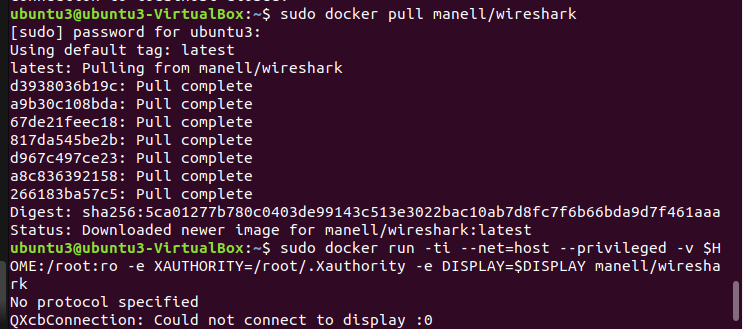 ubuntu3@ubuntu3-VirtualBox:~$ sudo docker pull manell/wireshark
[sudo] password for ubuntu3:
Using default tag: latest
latest: Pulling from manell/wireshark
d3938036b19c: Pull complete
a9b30c108bda: Pull complete
67de21feec18: Pull complete
817da545be2b: Pull complete
d967c497ce23: Pull complete
a8c836392158: Pull complete
266183ba57c5: Pull complete
Digest: sha256:5ca01277b780c0403de99143c513e3022bac10ab7d8fc7f6b66bda9d7f461aaa
Status: Downloaded newer image for manell/wireshark:latest
ubuntu3@ubuntu3-VirtualBox:~$ sudo docker run -ti --net=host --privileged -v $H
OME:/root:ro -e XAUTHORITY=/root/.Xauthority -e DISPLAY=$DISPLAY manell/wiresha
rk
No protocol specified
QXcbConnection: Could not connect to display :0